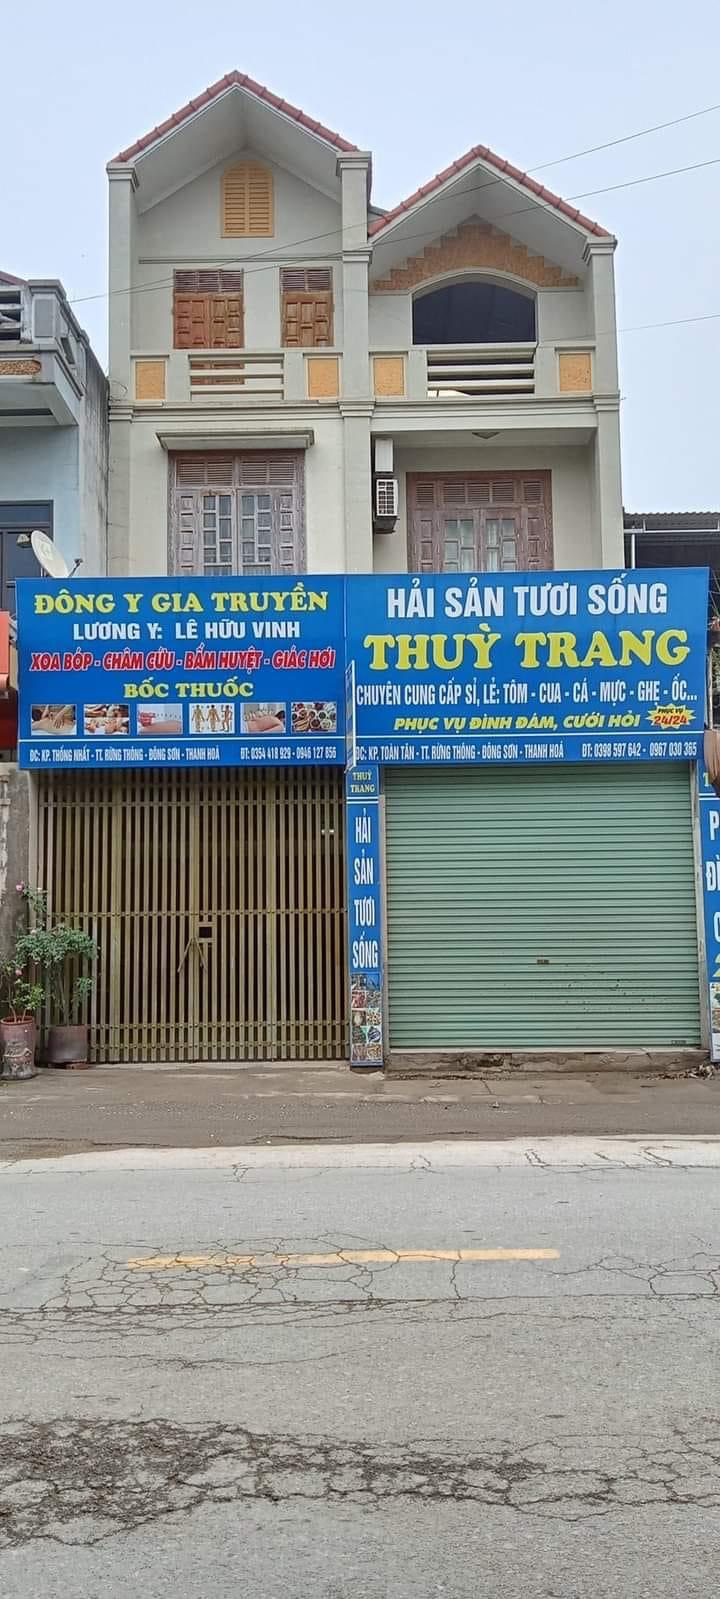 ĐÔNG Y GIA TRUYỀN
LƯƠNG Y: LÊ HỮU VINH
XOA BÓP - CHÂM CỨU - BẤM HUYỆT - GIÁC HƠI
BỐC THUỐC
ĐC: KP. THỐNG NHẤT - TT. RỪNG THÔNG - ĐÔNG SƠN - THANH HOÁ ĐT: 0354 418 929 - 0946 127 856
HẢI SẢN TƯƠI SỐNG
THUỲ TRANG
CHUYÊN CUNG CẤP SỈ, LẺ: TÔM - CUA - CÁ - MỰC - GHẸ - ỐC...
PHỤC VỤ ĐÌNH ĐÁM, CƯỚI HỎI
PHỤC VỤ
24/24
ĐC: KP. TOÀN TÂN - TT. RỪNG THÔNG - ĐÔNG SƠN - THANH HOÁ ĐT: 0398 597 642 - 0967 030 365
THUỲ
TRANG
HẢI
SẢN
TƯƠI
SỐNG